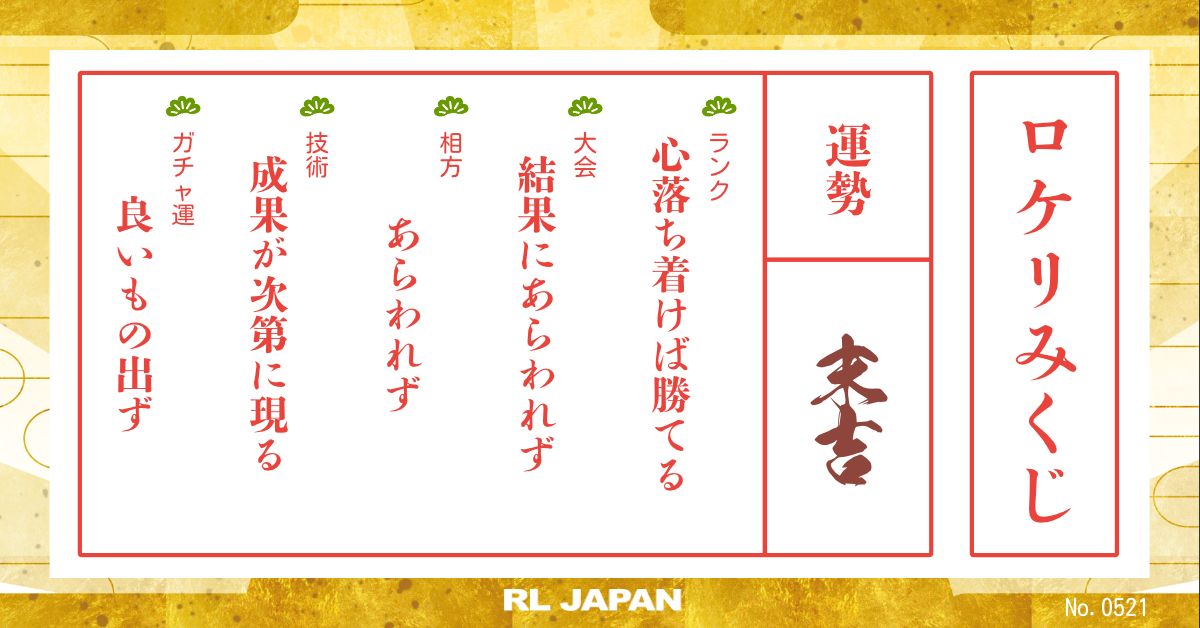 ロケリみくじ
運勢
末吉
ランク
心落ち着けば勝てる
大会
結果にあらわれず
相方
あらわれず
技術
成果が次第に現る
ガチャ運
良いもの出ず
RL JAPAN
No. 0521